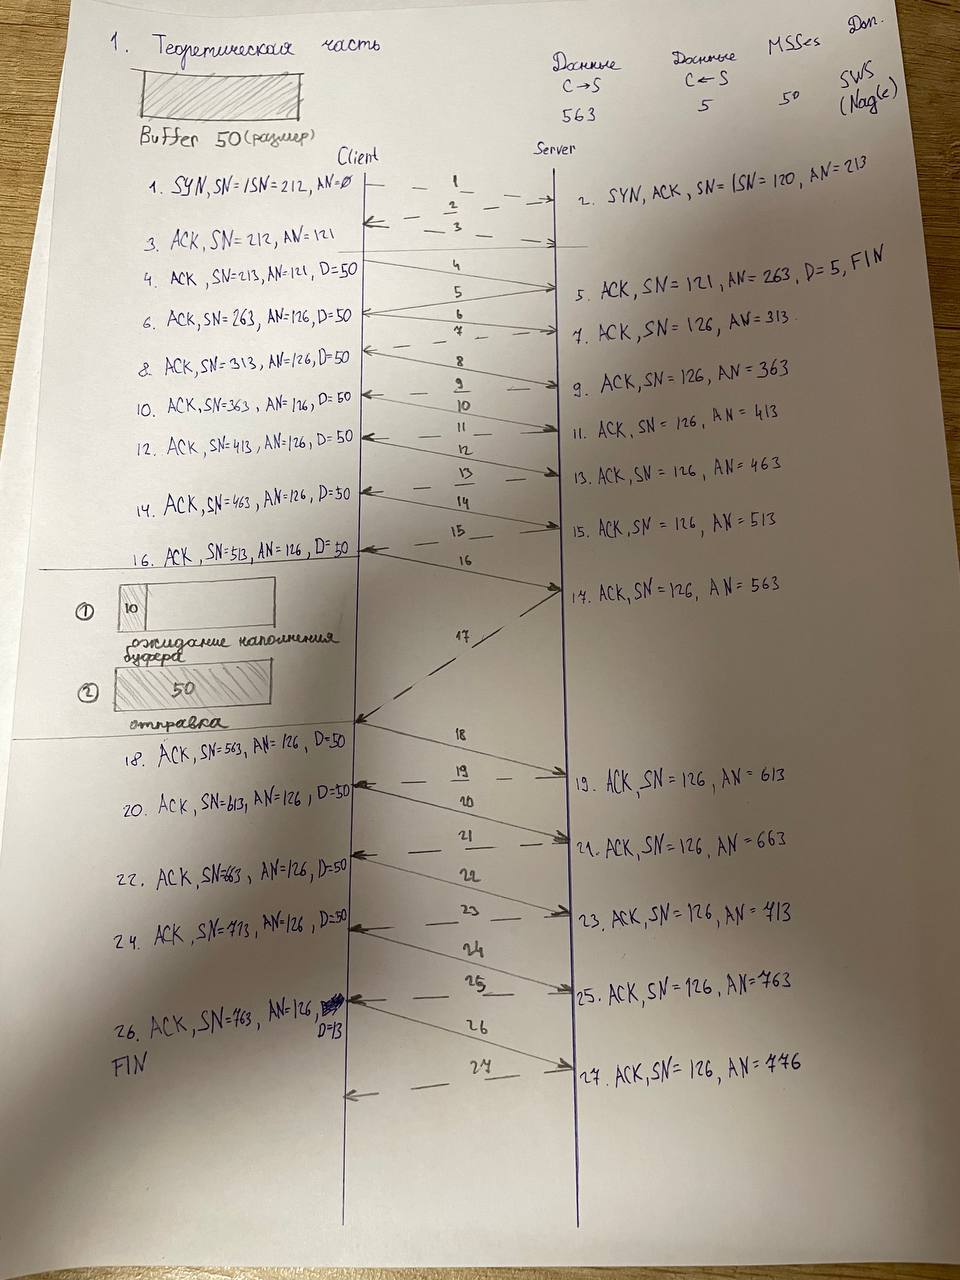 1. Теоретическая часть
Данные C→S 563
Данные C←S 5
MSSes 50
Доп. SWS (Nagle)
Buffer 50 (размер)
Client
Server
1. SYN, SN=ISN=212, AN=0
1
2. SYN, ACK, SN=ISN=120, AN=213
2
3. ACK, SN=212, AN=121
3
4. ACK, SN=213, AN=121, D=50
4
5. ACK, SN=121, AN=263, D=5, FIN
5
6. ACK, SN=263, AN=126, D=50
6
7. ACK, SN=126, AN=313
7
8. ACK, SN=313, AN=126, D=50
8
9. ACK, SN=126, AN=363
9
10. ACK, SN=363, AN=126, D=50
10
11. ACK, SN=126, AN=413
11
12. ACK, SN=413, AN=126, D=50
12
13. ACK, SN=126, AN=463
13
14. ACK, SN=463, AN=126, D=50
14
15. ACK, SN=126, AN=513
15
16. ACK, SN=513, AN=126, D=50
16
17. ACK, SN=126, AN=563
17
1 10
ожидание наполнения
буфера
2 50
отправка
18. ACK, SN=563, AN=126, D=50
18
19. ACK, SN=126, AN=613
19
20. ACK, SN=613, AN=126, D=50
20
21. ACK, SN=126, AN=663
21
22. ACK, SN=663, AN=126, D=50
22
23. ACK, SN=126, AN=713
23
24. ACK, SN=713, AN=126, D=50
24
25. ACK, SN=126, AN=763
25
26. ACK, SN=763, AN=126, D=13
FIN
26
27. ACK, SN=126, AN=776
27